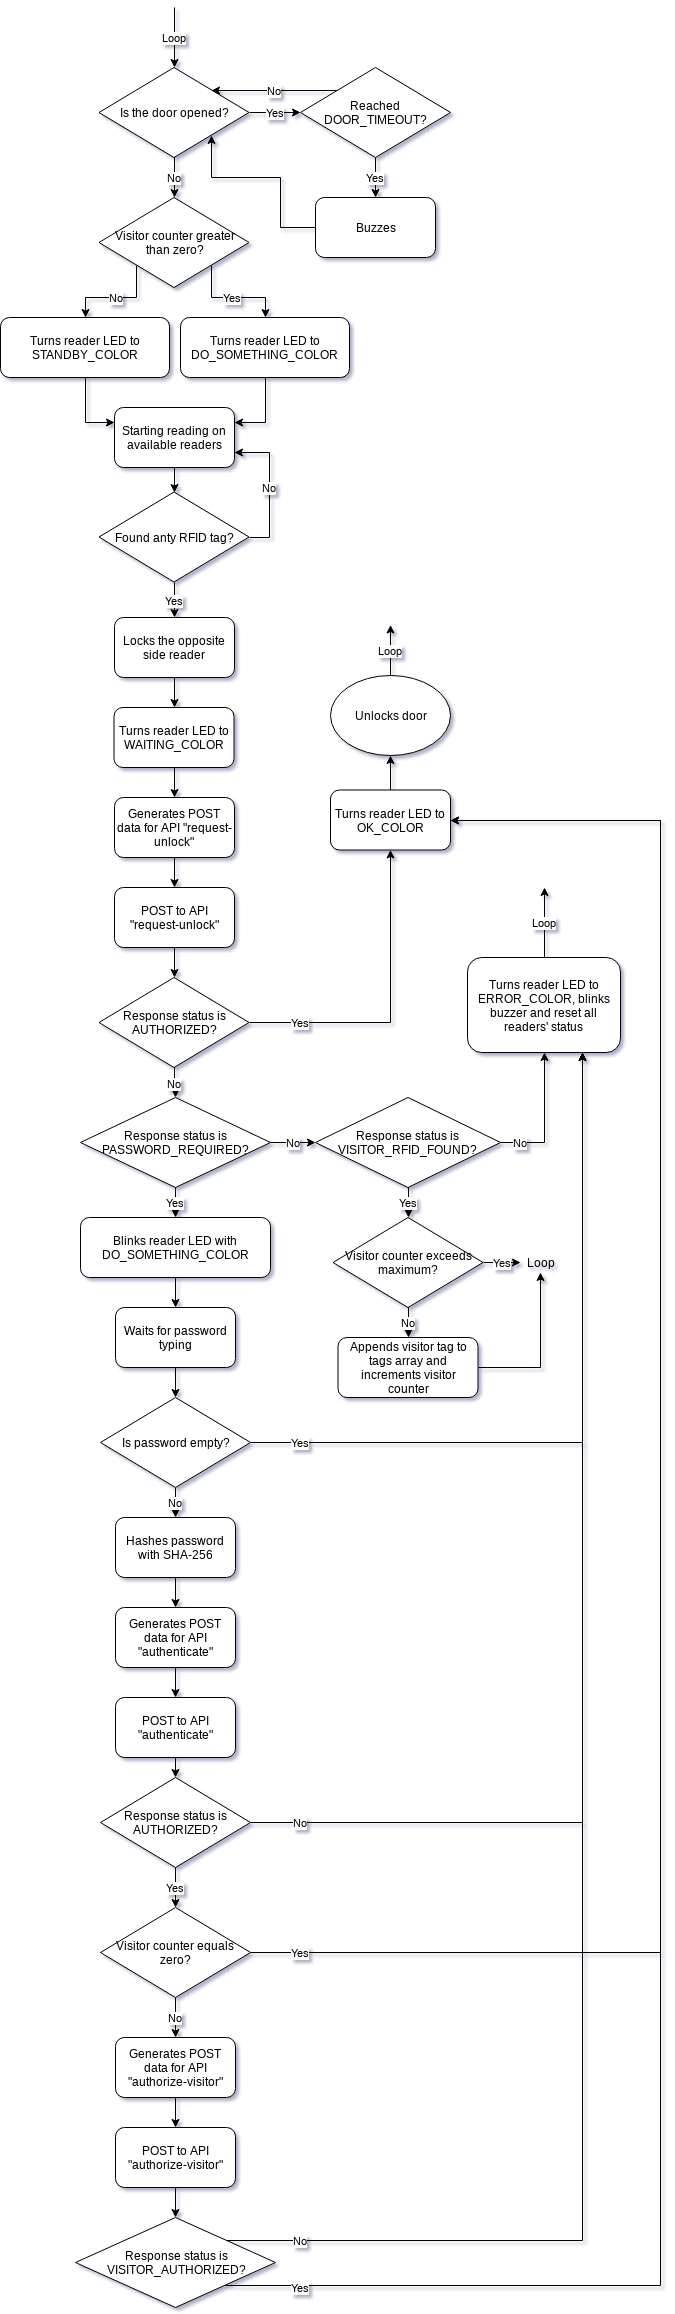 Loop
Is the door opened?
Yes
No
Reached
DOOR_TIMEOUT?
Yes
Buzzes
No
Visitor counter greater
than zero?
No
Yes
Turns reader LED to
STANDBY_COLOR
Turns reader LED to
DO_SOMETHING_COLOR
Starting reading on
available readers
No
Found anty RFID tag?
Yes
Locks the opposite
side reader
Turns reader LED to
WAITING_COLOR
Generates POST
data for API "request-
unlock"
POST to API
"request-unlock"
Response status is
AUTHORIZED?
Yes
Turns reader LED to
OK_COLOR
Unlocks door
Loop
No
Response status is
PASSWORD_REQUIRED?
No
Response status is
VISITOR_RFID_FOUND?
No
Turns reader LED to
ERROR_COLOR, blinks
buzzer and reset all
readers' status
Loop
Yes
Visitor counter exceeds
maximum?
Yes
Loop
No
Appends visitor tag to
tags array and
increments visitor
counter
Yes
Blinks reader LED with
DO_SOMETHING_COLOR
Waits for password
typing
Is password empty?
Yes
No
Hashes password
with SHA-256
Generates POST
data for API
"authenticate"
POST to API
"authenticate"
Response status is
AUTHORIZED?
No
Yes
Visitor counter equals
zero?
Yes
No
Generates POST
data for API
"authorize-visitor"
POST to API
"authorize-visitor"
Response status is
VISITOR_AUTHORIZED?
No
Yes